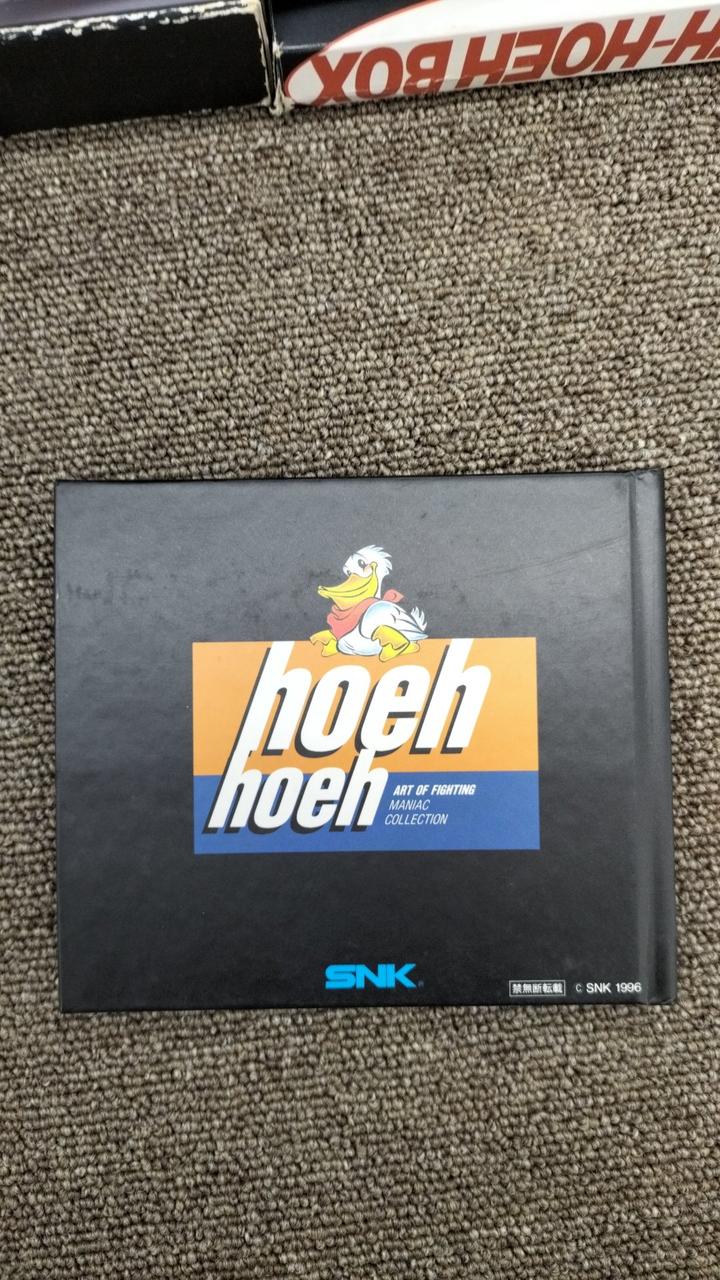 H-HOEH BOX
hoeh
hoeh
ART OF FIGHTING
MANIAC
COLLECTION
SNK
禁無断転載 © SNK 1996